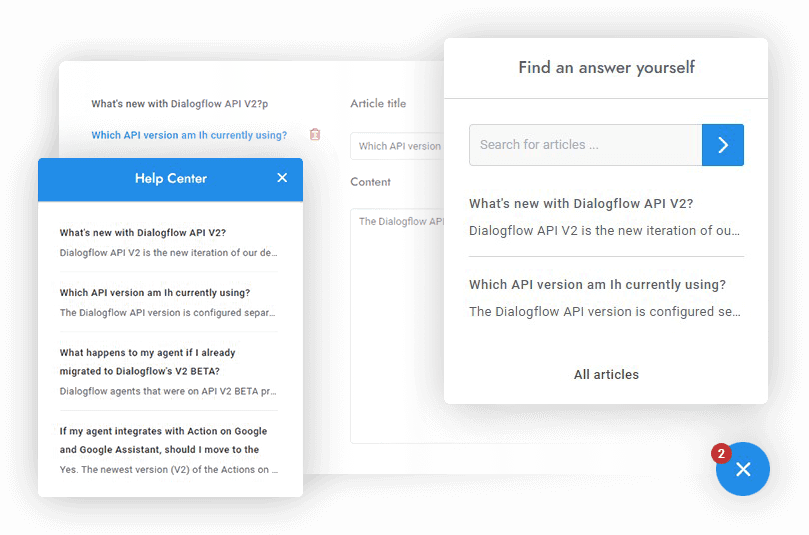 What's new with Dialogflow API V2?p
Which API version am Ih currently using?
Article title
Which API version
Content
The Dialogflow API
Help Center
What's new with Dialogflow API V2?
Dialogflow API V2 is the new iteration of our de...
Which API version am Ih currently using?
The Dialogflow API version is configured separ...
What happens to my agent if I already
migrated to Dialogflow's V2 BETA?
Dialogflow agents that were on API V2 BETA pr...
If my agent integrates with Action on Google
and Google Assistant, should I move to the
Yes. The newest version (V2) of the Actions on ...
Find an answer yourself
Search for articles ...
What's new with Dialogflow API V2?
Dialogflow API V2 is the new iteration of ou...
Which API version am Ih currently using?
The Dialogflow API version is configured se...
All articles
2